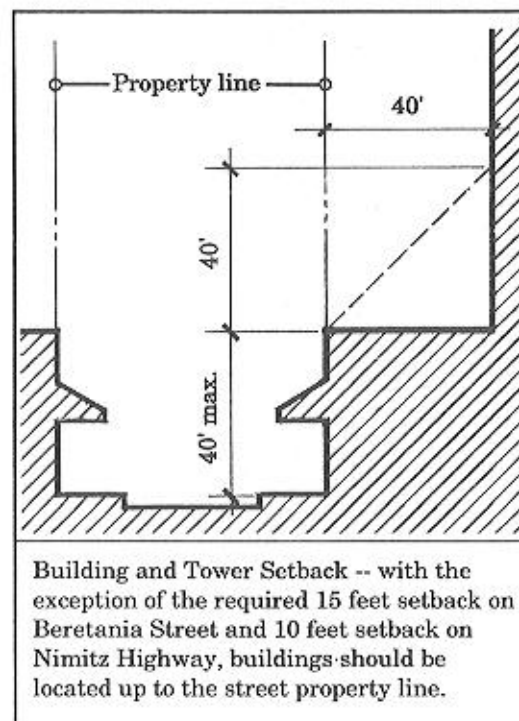 Property line
40'
40'
40' max.
Building and Tower Setback -- with the
exception of the required 15 feet setback on
Beretania Street and 10 feet setback on
Nimitz Highway, buildings should be
located up to the street property line.